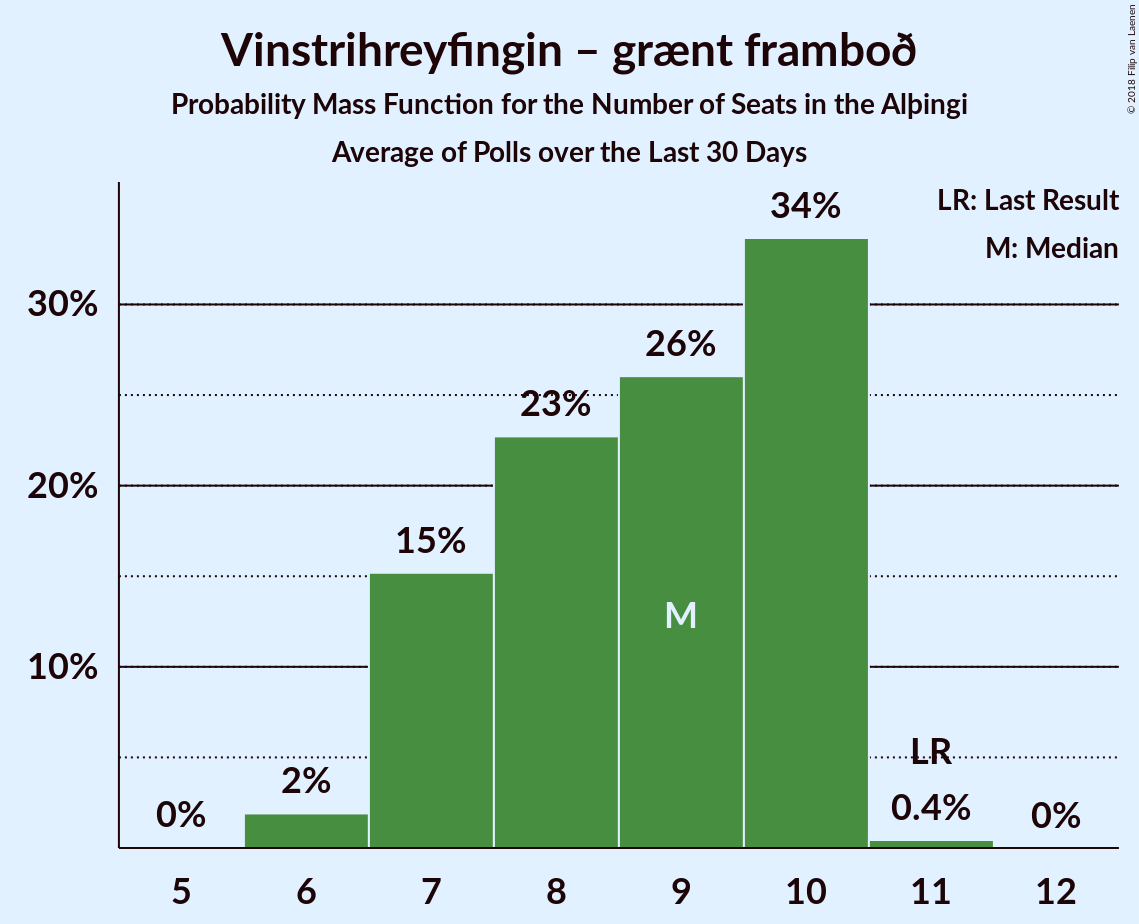 Vinstrihreyfingin – grænt framboð
Probability Mass Function for the Number of Seats in the Alþingi
Average of Polls over the Last 30 Days
© 2018 Filip van Laenen
LR: Last Result
M: Median
34%
30%
26%
23%
20%
15%
M
10%
LR
2%
0.4%
0%
0%
5 6 7 8 9 10 11 12